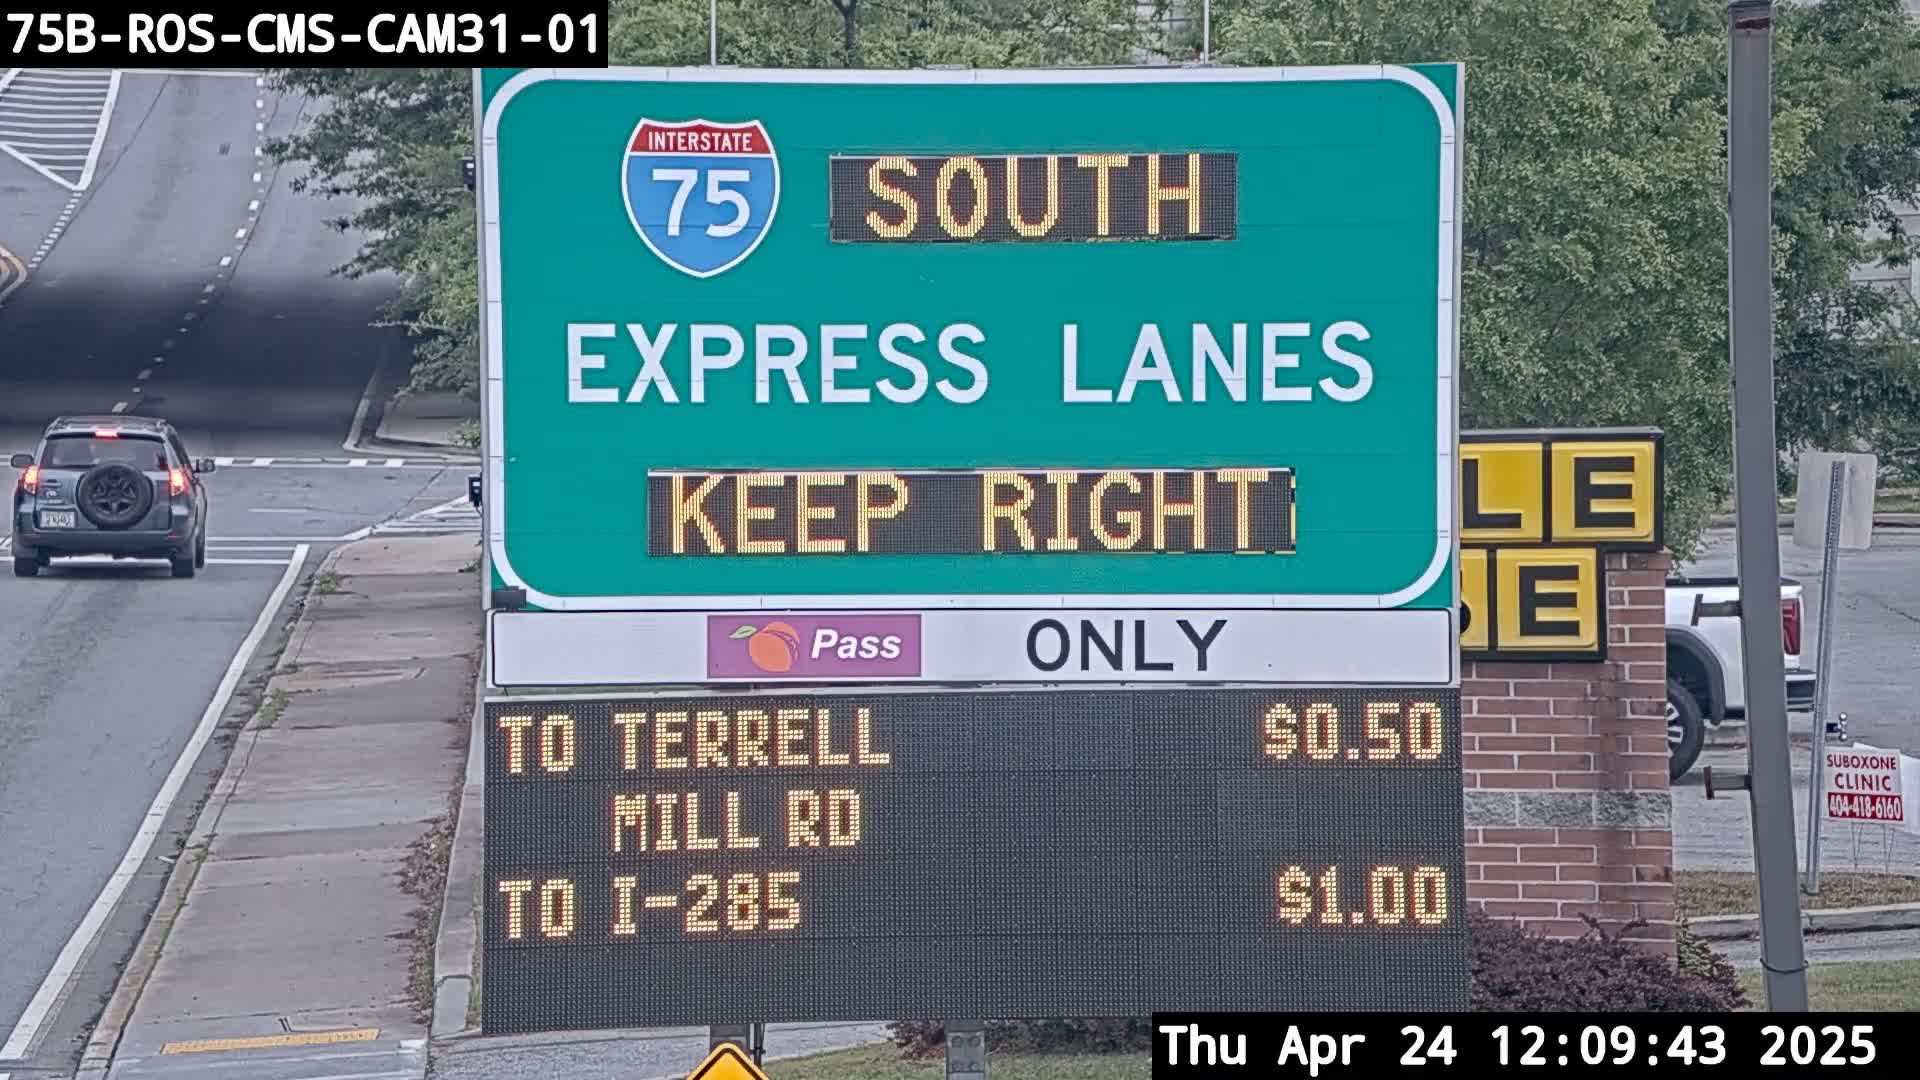 75B-ROS-CMS-CAM31-01
INTERSTATE
75
SOUTH
EXPRESS LANES
KEEP RIGHT
Pass ONLY
TO TERRELL $0.50
MILL RD
TO I-285 $1.00
LE
E
SUBOXONE
CLINIC
404-418-6160
Thu Apr 24 12:09:43 2025